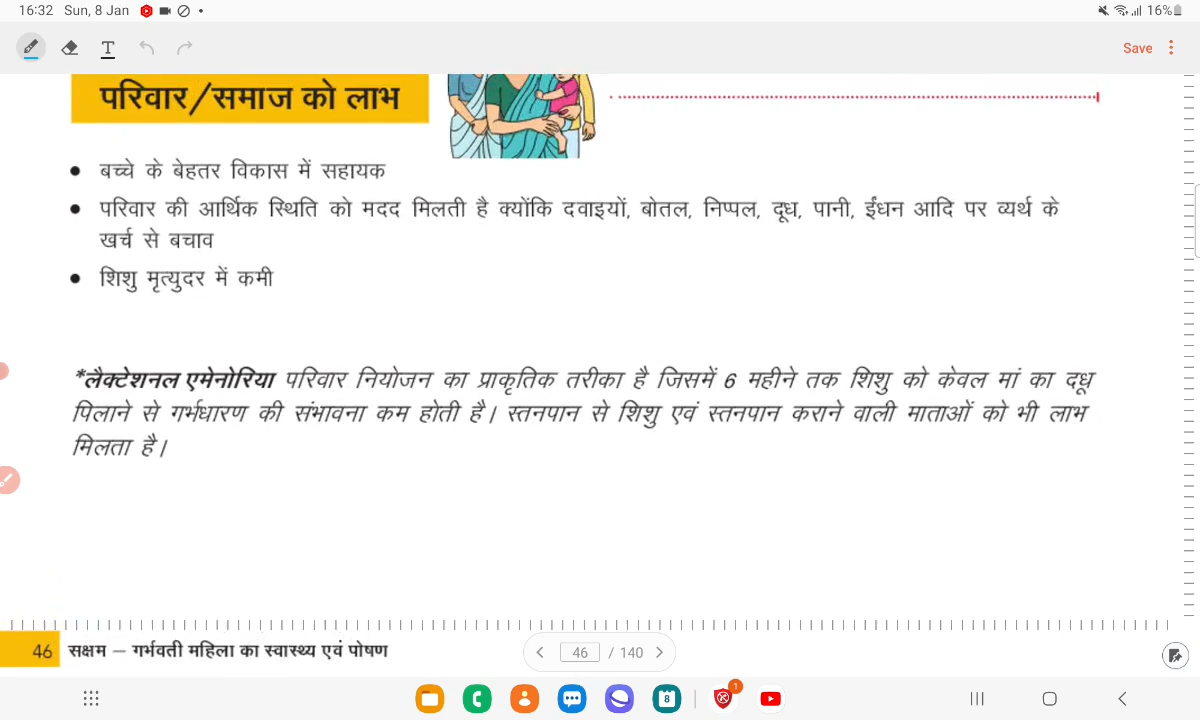 16:32 Sun, 8 Jan 16%
T Save
परिवार/समाज को लाभ
• बच्चे के बेहतर विकास में सहायक
• परिवार की आर्थिक स्थिति को मदद मिलती है क्योंकि दवाइयों, बोतल, निप्पल, दूध, पानी, ईंधन आदि पर व्यर्थ के
खर्च से बचाव
• शिशु मृत्युदर में कमी
*लैक्टेशनल एमेनोरिया परिवार नियोजन का प्राकृतिक तरीका है जिसमें 6 महीने तक शिशु को केवल मां का दूध
पिलाने से गर्भधारण की संभावना कम होती है। स्तनपान से शिशु एवं स्तनपान कराने वाली माताओं को भी लाभ
मिलता है।
46 सक्षम – गर्भवती महिला का स्वास्थ्य एवं पोषण
46 / 140
8 1